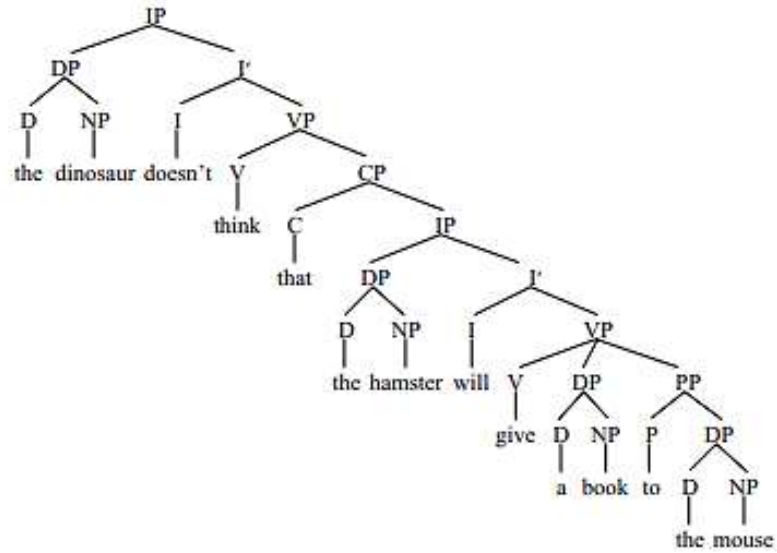 IP
DP I′
D NP I VP
the dinosaur doesn't V CP
think C IP
that DP I′
D NP I VP
the hamster will V DP PP
give D NP P DP
a book to D NP
the mouse